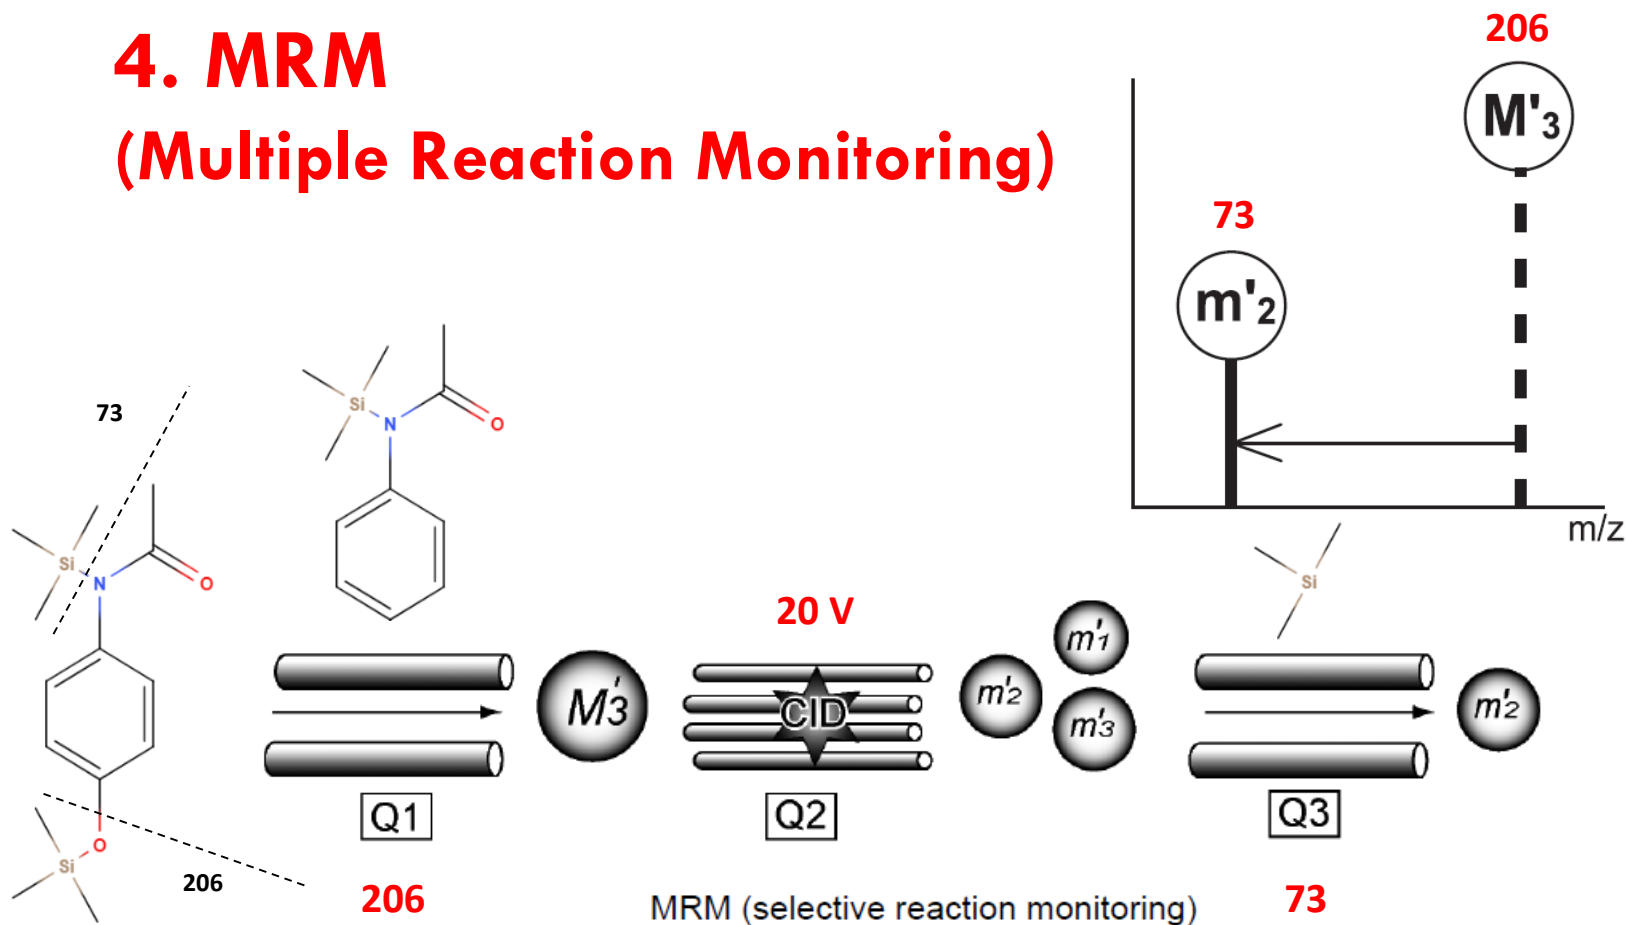 4. MRM
(Multiple Reaction Monitoring)
206
M'3
73
m'2
m/z
73
Si
N
O
Si
N
O
O
Si
206
Si
20 V
M'3
CID
m'1
m'2
m'3
m'2
Q1
Q2
Q3
206
MRM (selective reaction monitoring)
73